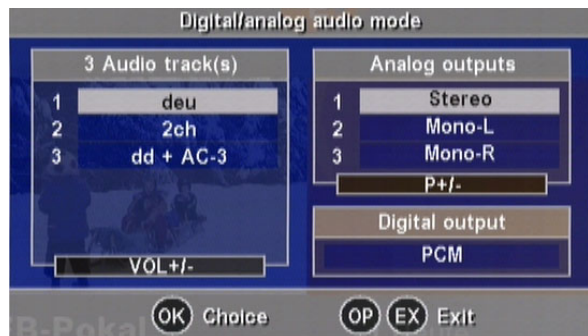 Digital/analog audio mode
3 Audio track(s)
1 deu
2 2ch
3 dd + AC-3
VOL+/-
Analog outputs
1 Stereo
2 Mono-L
3 Mono-R
P+/-
Digital output
PCM
OK Choice OP EX Exit
B-Pokal